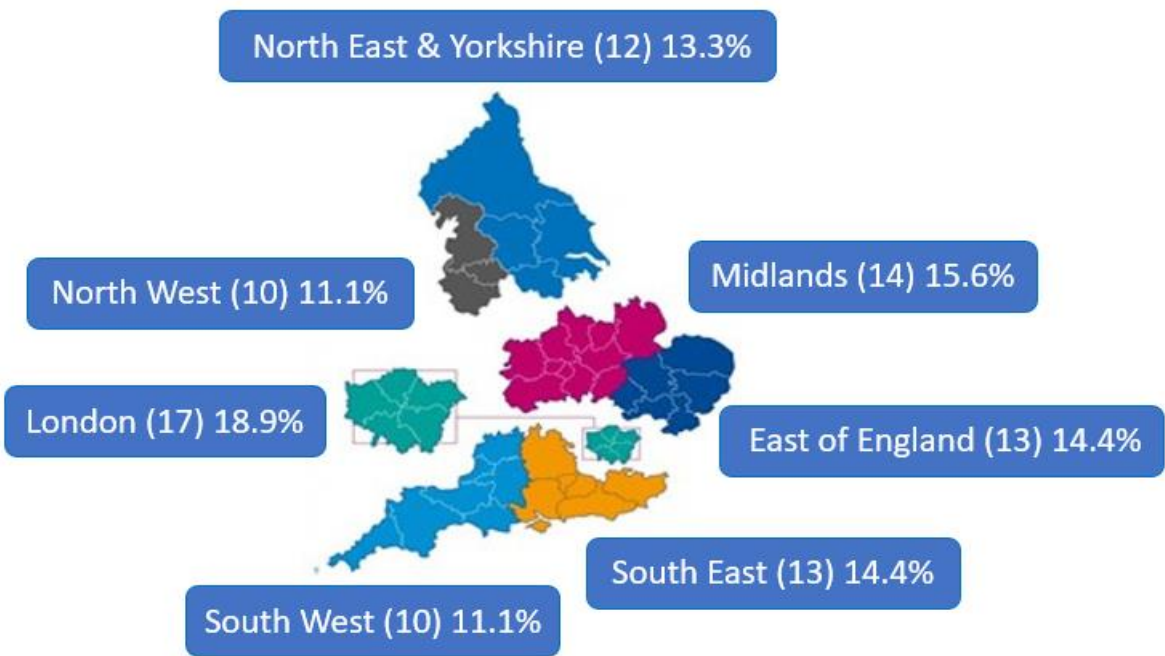 North East & Yorkshire (12) 13.3%
North West (10) 11.1%
Midlands (14) 15.6%
London (17) 18.9%
East of England (13) 14.4%
South East (13) 14.4%
South West (10) 11.1%